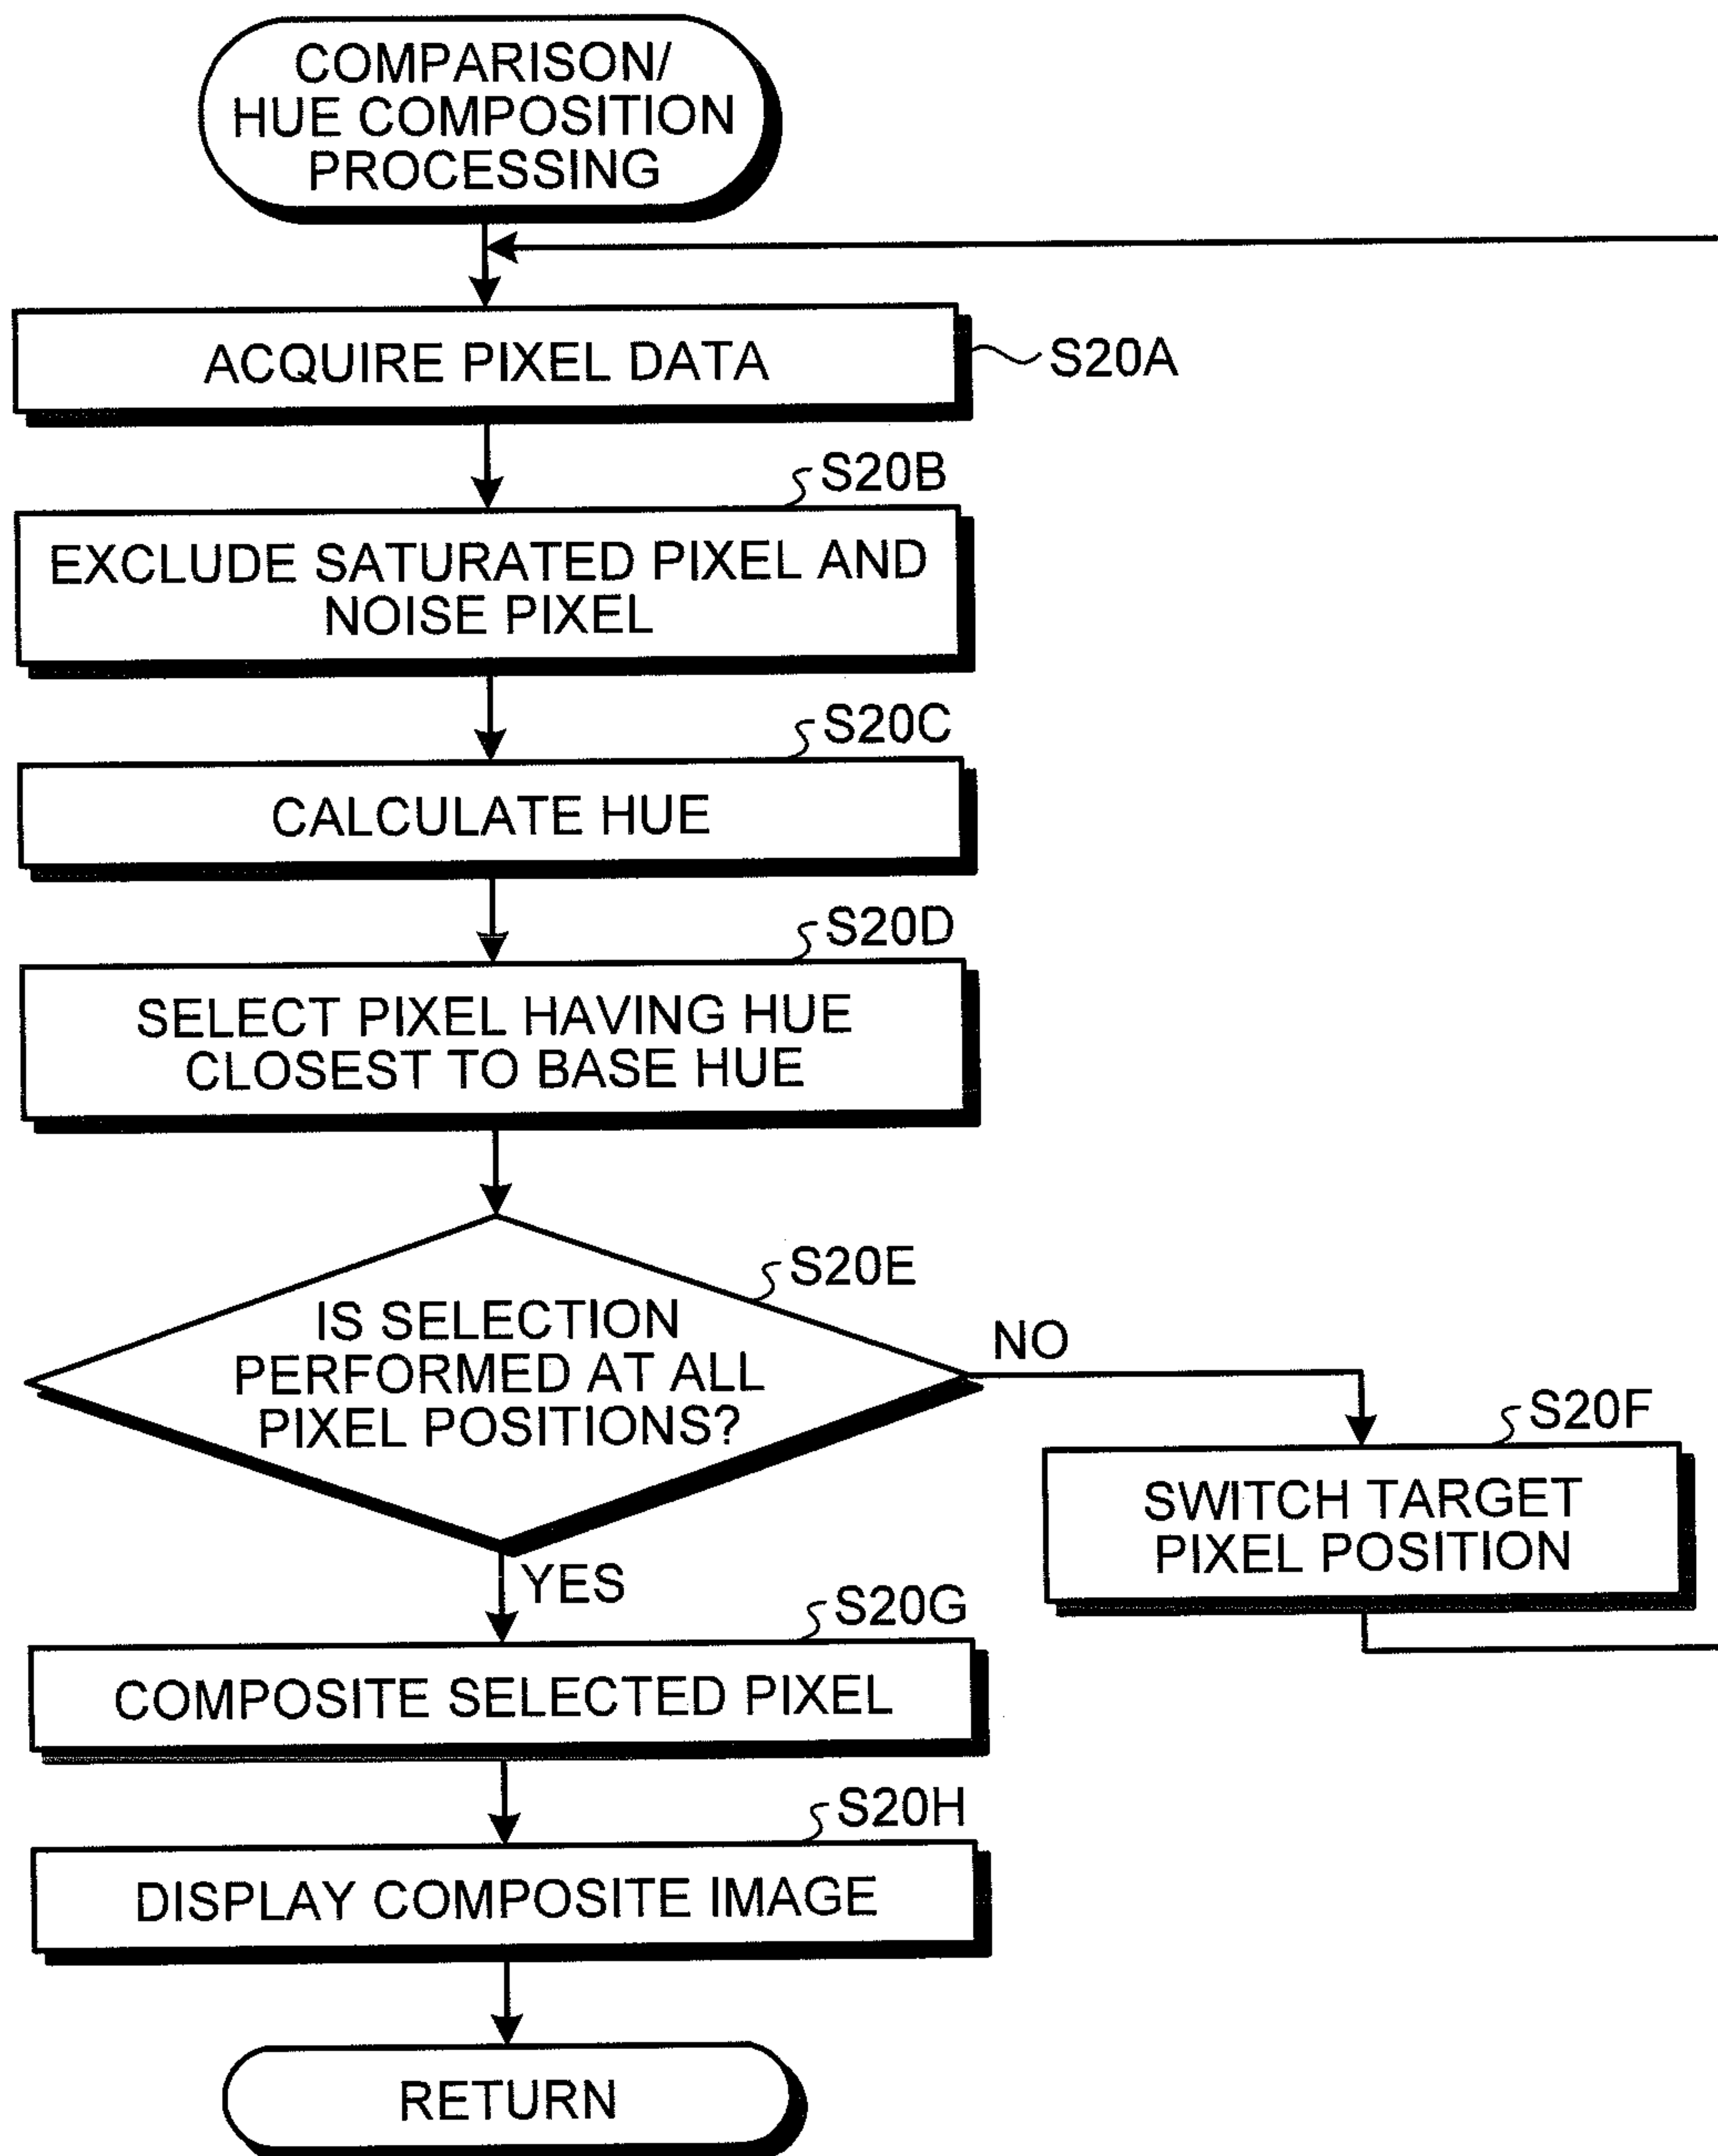 COMPARISON/
HUE COMPOSITION
PROCESSING
ACQUIRE PIXEL DATA
S20A
S20B
EXCLUDE SATURATED PIXEL AND
NOISE PIXEL
S20C
CALCULATE HUE
S20D
SELECT PIXEL HAVING HUE
CLOSEST TO BASE HUE
S20E
IS SELECTION
PERFORMED AT ALL
PIXEL POSITIONS?
NO
S20F
SWITCH TARGET
PIXEL POSITION
YES
S20G
COMPOSITE SELECTED PIXEL
S20H
DISPLAY COMPOSITE IMAGE
RETURN